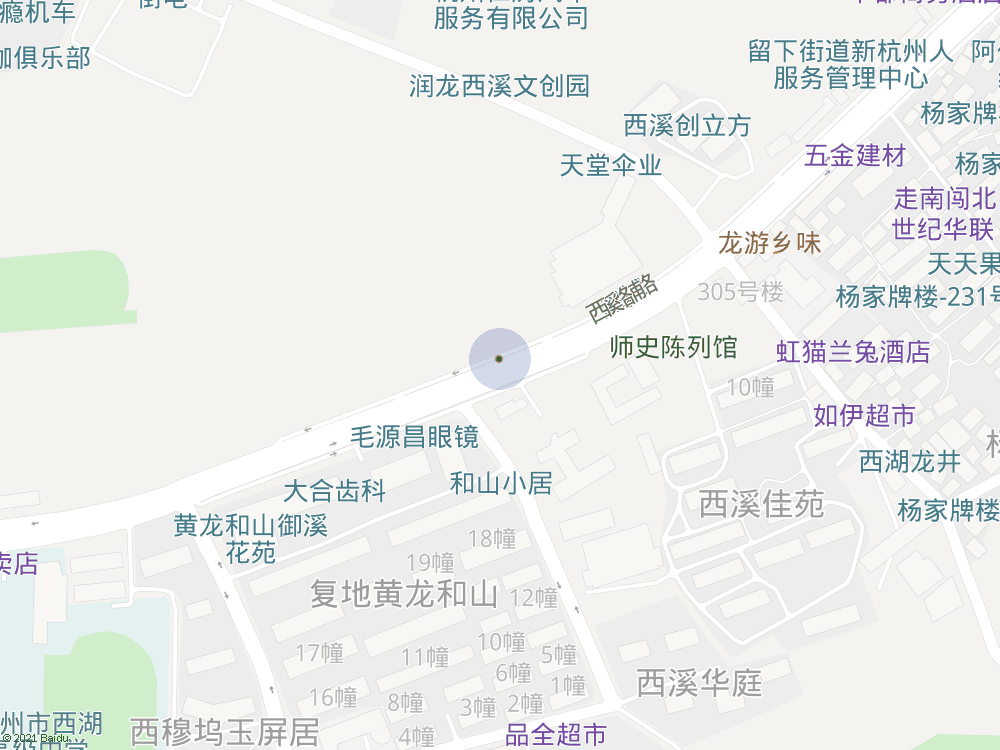 瘾机车
服务有限公司
留下街道新杭州人
服务管理中心
俱乐部
润龙西溪文创园
西溪创立方
杨家牌
五金建材
天堂伞业
杨家
走南闯北
世纪华联
龙游乡味
天天果
305号楼
杨家牌楼-231号
西溪路辅路
师史陈列馆
虹猫兰兔酒店
10幢
如伊超市
毛源昌眼镜
西湖龙井
大合齿科
和山小居
西溪佳苑
杨家牌楼
黄龙和山御溪
花苑
18幢
19幢
卖店
复地黄龙和山
12幢
10幢
17幢
11幢
5幢
6幢
1幢
西溪华庭
16幢
8幢
3幢
2幢
州市西湖
西穆坞玉屏居
4幢
品全超市
© 2021 Baidu